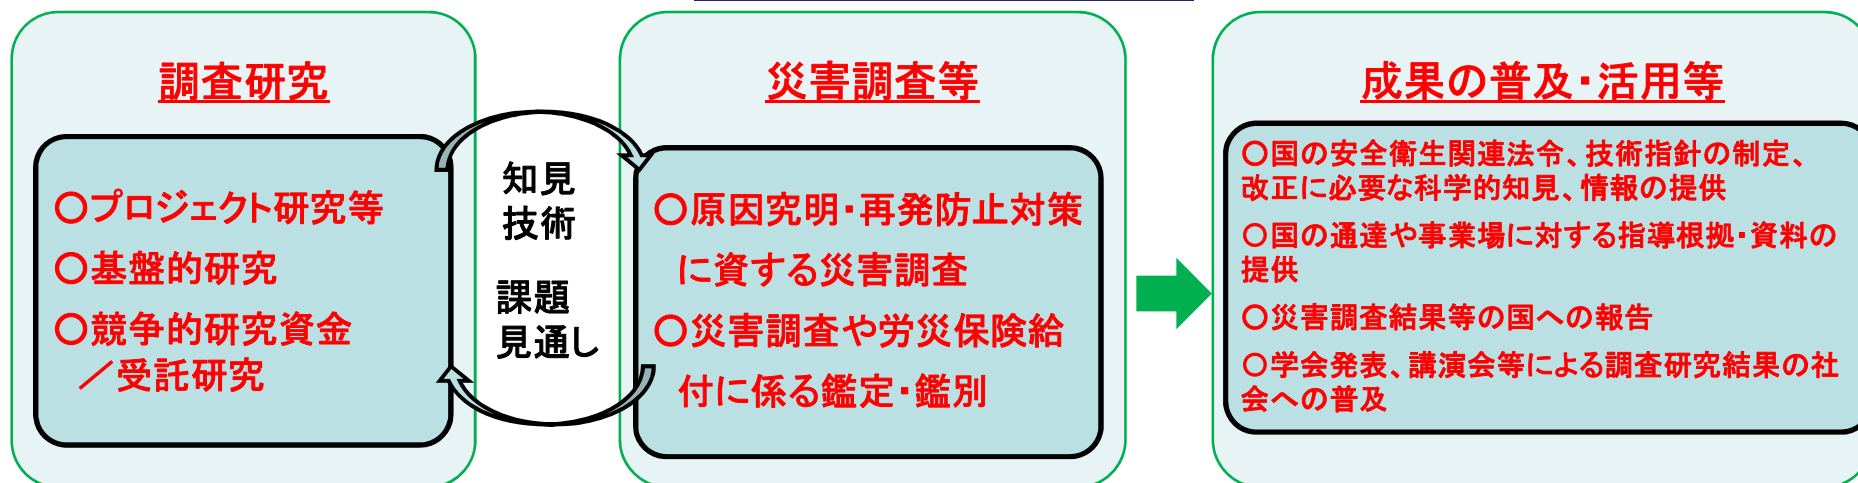 調査研究
〇プロジェクト研究等
〇基盤的研究
〇競争的研究資金
／受託研究
知見
技術
課題
見通し
災害調査等
〇原因究明・再発防止対策
に資する災害調査
〇災害調査や労災保険給
付に係る鑑定・鑑別
成果の普及・活用等
〇国の安全衛生関連法令、技術指針の制定、
改正に必要な科学的知見、情報の提供
〇国の通達や事業場に対する指導根拠・資料の
提供
〇災害調査結果等の国への報告
〇学会発表、講演会等による調査研究結果の社
会への普及